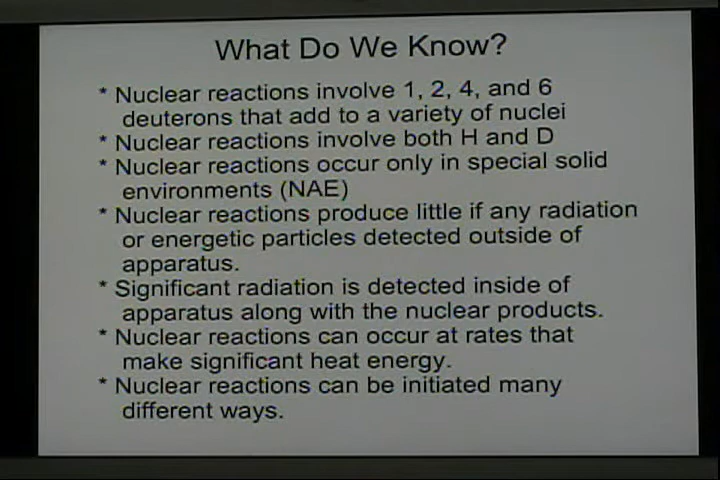 What Do We Know?
* Nuclear reactions involve 1, 2, 4, and 6
deuterons that add to a variety of nuclei
* Nuclear reactions involve both H and D
* Nuclear reactions occur only in special solid
environments (NAE)
* Nuclear reactions produce little if any radiation
or energetic particles detected outside of
apparatus.
* Significant radiation is detected inside of
apparatus along with the nuclear products.
* Nuclear reactions can occur at rates that
make significant heat energy.
* Nuclear reactions can be initiated many
different ways.